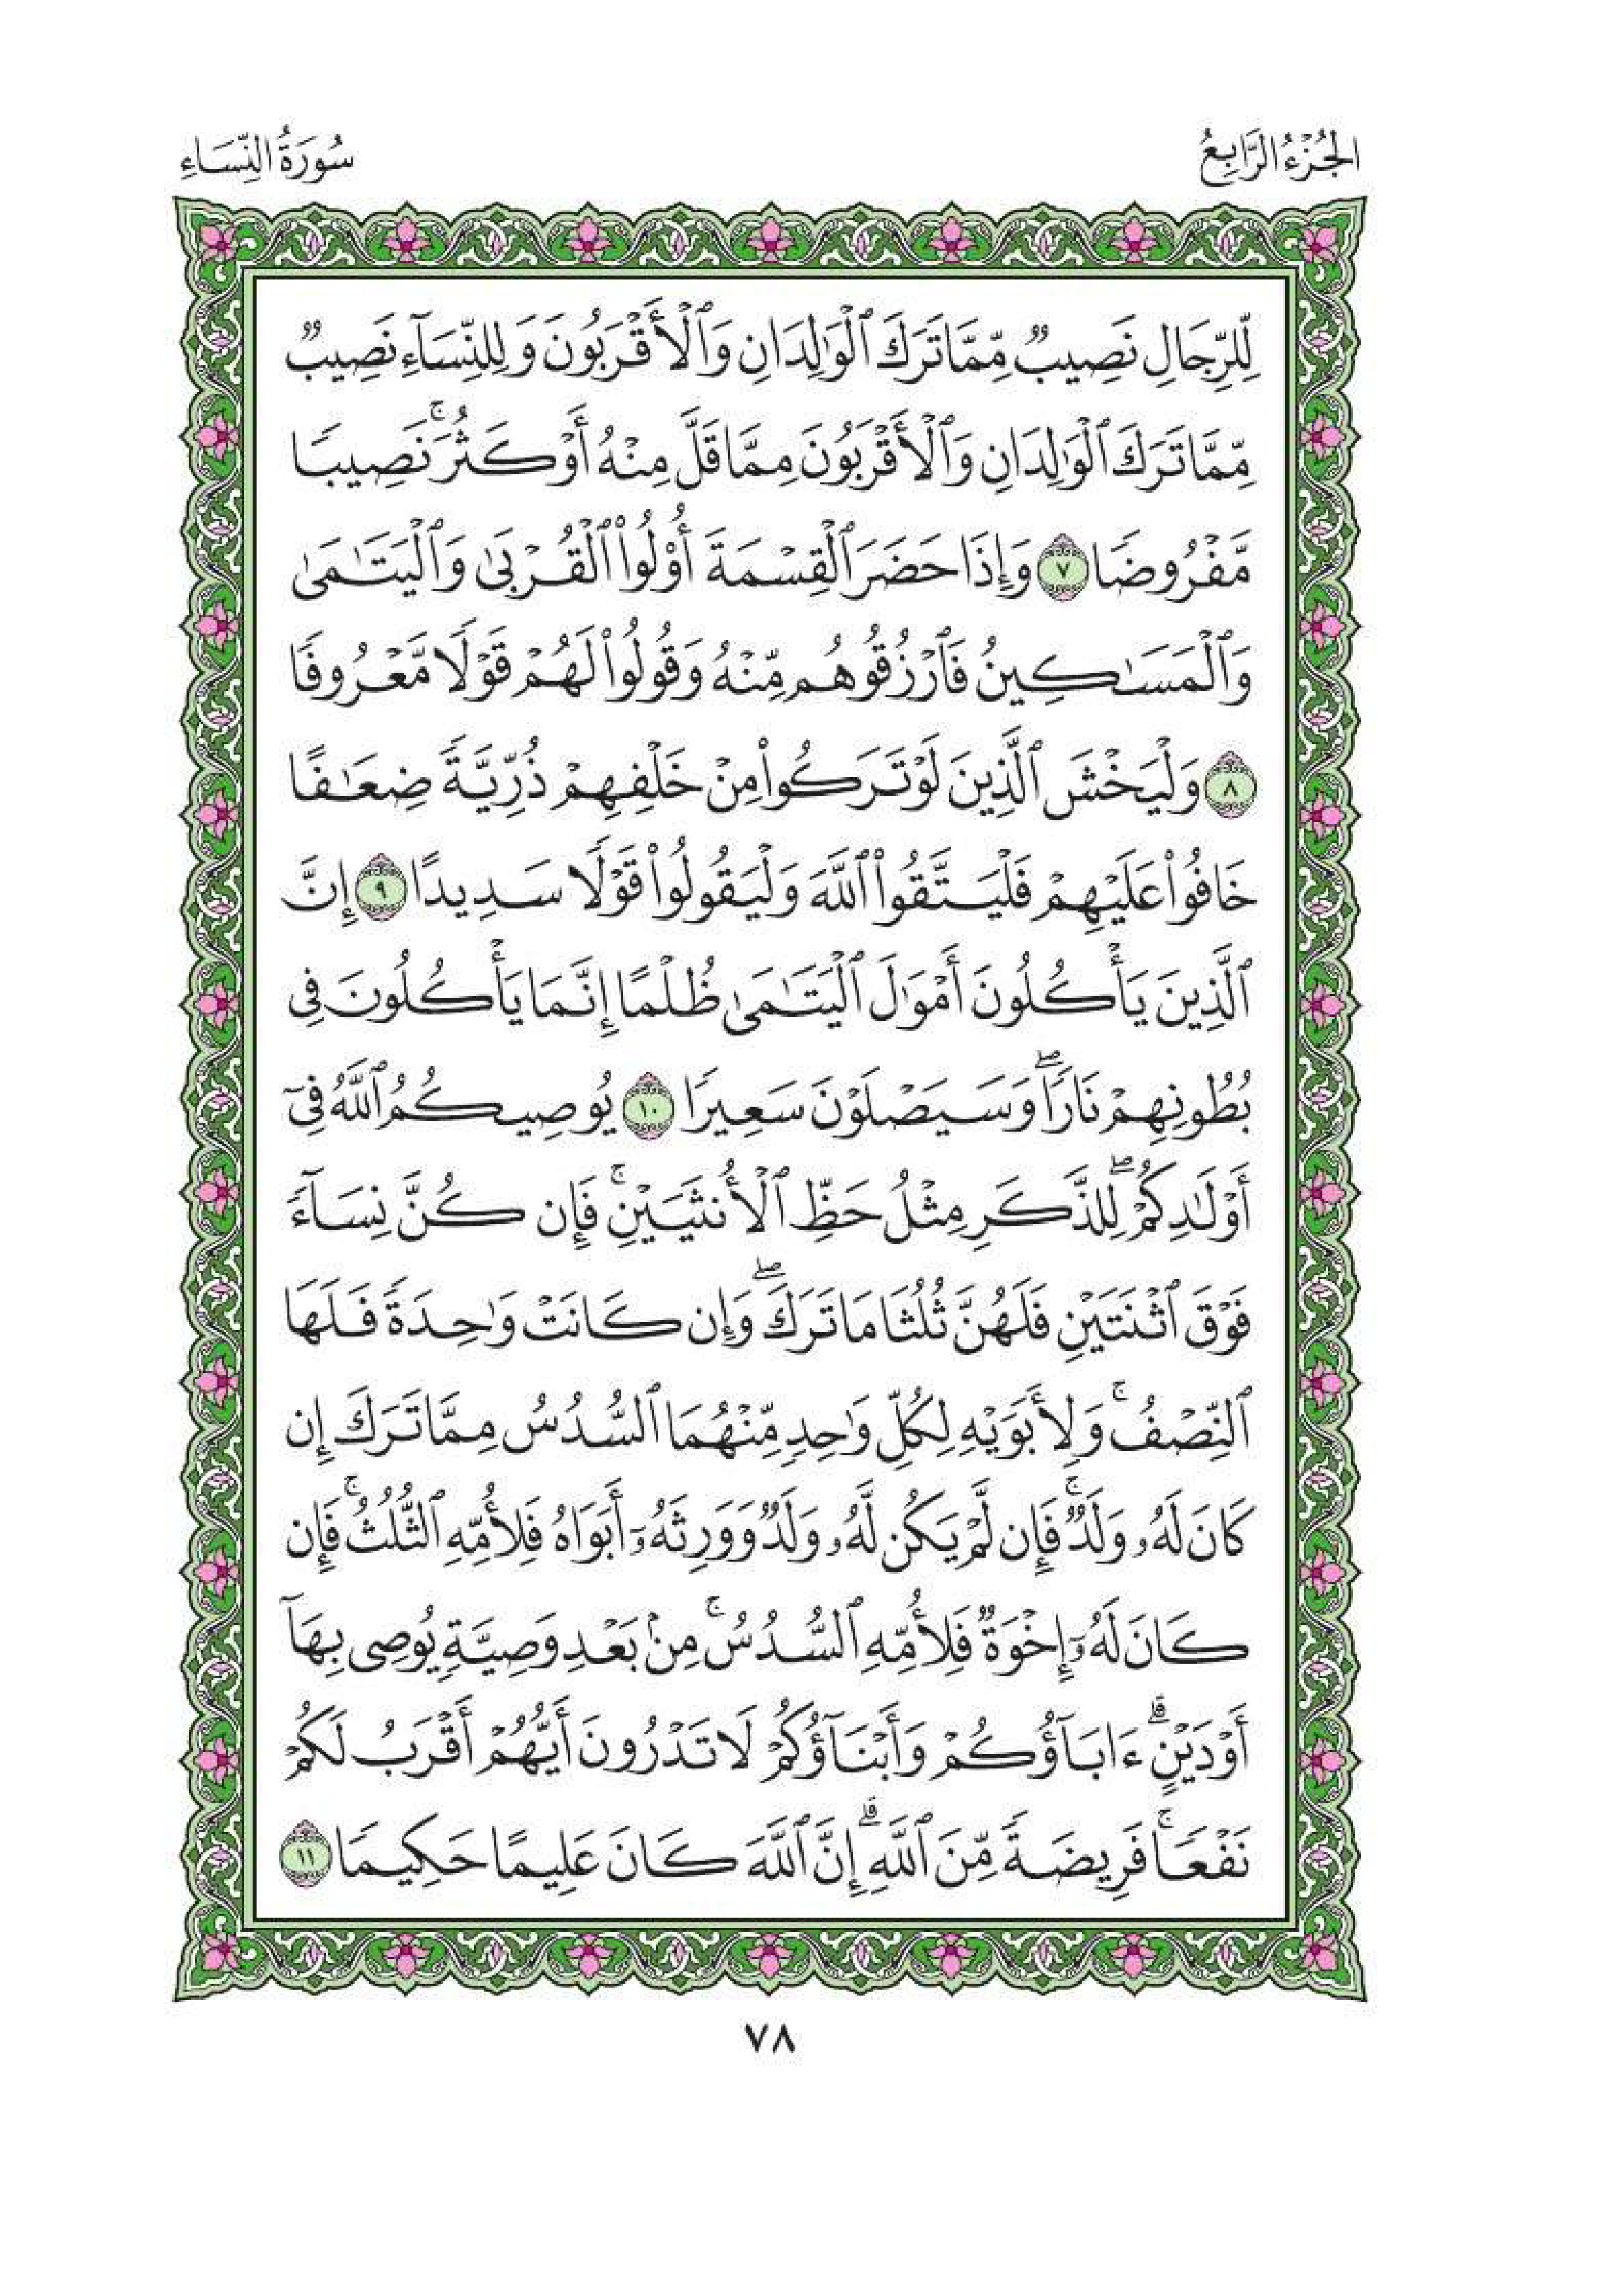 الجُزْءُ الرَّابِعُ
سُورَةُ النِّسَاءِ
لِّلرِّجَالِ نَصِيبٌ مِّمَّا تَرَكَ ٱلْوَٰلِدَانِ وَٱلْأَقْرَبُونَ وَلِلنِّسَآءِ نَصِيبٌ
مِّمَّا تَرَكَ ٱلْوَٰلِدَانِ وَٱلْأَقْرَبُونَ مِمَّا قَلَّ مِنْهُ أَوْ كَثُرَ ۚ نَصِيبًا
مَّفْرُوضًا ٧ وَإِذَا حَضَرَ ٱلْقِسْمَةَ أُو۟لُوا۟ ٱلْقُرْبَىٰ وَٱلْيَتَـٰمَىٰ
وَٱلْمَسَـٰكِينُ فَٱرْزُقُوهُم مِّنْهُ وَقُولُوا۟ لَهُمْ قَوْلًا مَّعْرُوفًا
٨ وَلْيَخْشَ ٱلَّذِينَ لَوْ تَرَكُوا۟ مِنْ خَلْفِهِمْ ذُرِّيَّةً ضِعَـٰفًا
خَافُوا۟ عَلَيْهِمْ فَلْيَتَّقُوا۟ ٱللَّهَ وَلْيَقُولُوا۟ قَوْلًا سَدِيدًا ٩ إِنَّ
ٱلَّذِينَ يَأْكُلُونَ أَمْوَٰلَ ٱلْيَتَـٰمَىٰ ظُلْمًا إِنَّمَا يَأْكُلُونَ فِى
بُطُونِهِمْ نَارًا ۖ وَسَيَصْلَوْنَ سَعِيرًا ١٠ يُوصِيكُمُ ٱللَّهُ فِىٓ
أَوْلَـٰدِكُمْ ۖ لِلذَّكَرِ مِثْلُ حَظِّ ٱلْأُنثَيَيْنِ ۚ فَإِن كُنَّ نِسَآءً
فَوْقَ ٱثْنَتَيْنِ فَلَهُنَّ ثُلُثَا مَا تَرَكَ ۖ وَإِن كَانَتْ وَٰحِدَةً فَلَهَا
ٱلنِّصْفُ ۚ وَلِأَبَوَيْهِ لِكُلِّ وَٰحِدٍ مِّنْهُمَا ٱلسُّدُسُ مِمَّا تَرَكَ إِن
كَانَ لَهُۥ وَلَدٌ ۚ فَإِن لَّمْ يَكُن لَّهُۥ وَلَدٌ وَوَرِثَهُۥٓ أَبَوَاهُ فَلِأُمِّهِ ٱلثُّلُثُ ۚ فَإِن
كَانَ لَهُۥٓ إِخْوَةٌ فَلِأُمِّهِ ٱلسُّدُسُ ۚ مِنۢ بَعْدِ وَصِيَّةٍ يُوصِى بِهَآ
أَوْ دَيْنٍ ۗ ءَابَآؤُكُمْ وَأَبْنَآؤُكُمْ لَا تَدْرُونَ أَيُّهُمْ أَقْرَبُ لَكُمْ
نَفْعًا ۚ فَرِيضَةً مِّنَ ٱللَّهِ ۗ إِنَّ ٱللَّهَ كَانَ عَلِيمًا حَكِيمًا ١١
٧٨